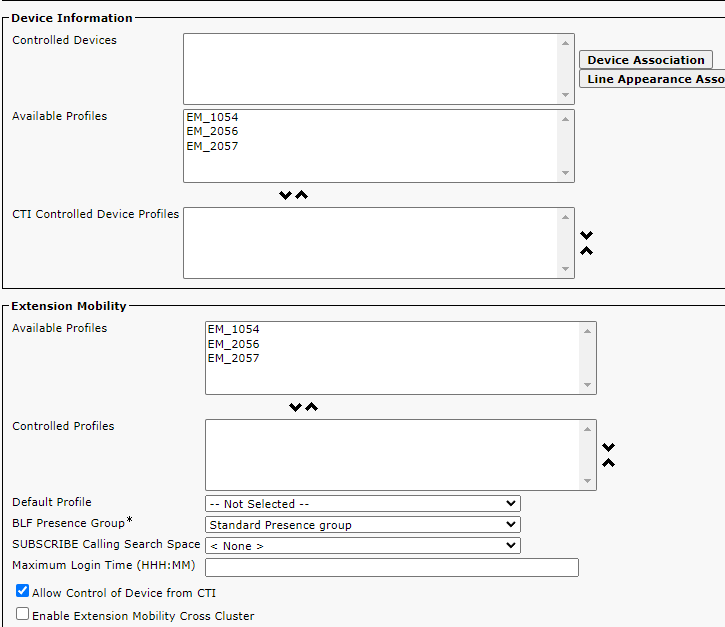 Device Information
Controlled Devices
Device Association
Line Appearance Asso
Available Profiles
EM_1054
EM_2056
EM_2057
CTI Controlled Device Profiles
Extension Mobility
Available Profiles
EM_1054
EM_2056
EM_2057
Controlled Profiles
Default Profile
-- Not Selected --
BLF Presence Group*
Standard Presence group
SUBSCRIBE Calling Search Space
< None >
Maximum Login Time (HHH:MM)
Allow Control of Device from CTI
Enable Extension Mobility Cross Cluster